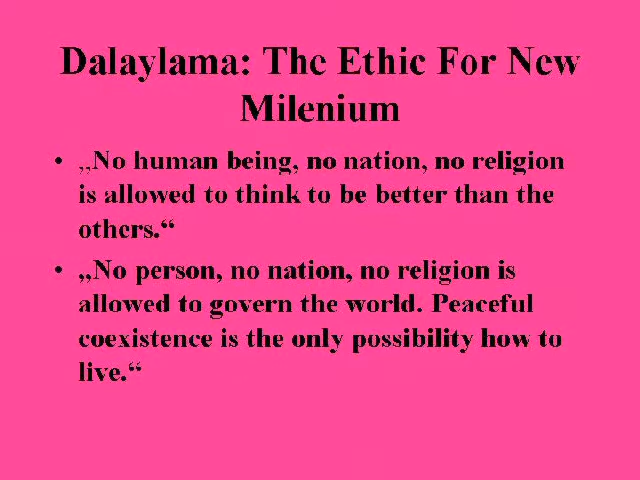 Dalaylama: The Ethic For New
Milenium
• „No human being, no nation, no religion
is allowed to think to be better than the
others.“
• „No person, no nation, no religion is
allowed to govern the world. Peaceful
coexistence is the only possibility how to
live.“